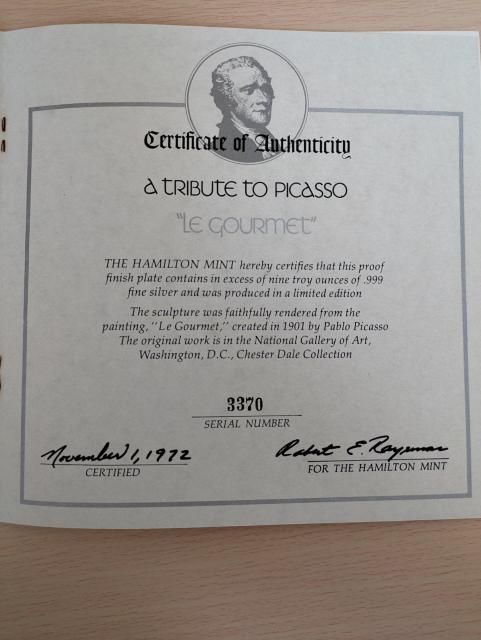 Certificate of Authenticity
A TRIBUTE TO PICASSO
"LE GOURMET"
THE HAMILTON MINT hereby certifies that this proof
finish plate contains in excess of nine troy ounces of .999
fine silver and was produced in a limited edition
The sculpture was faithfully rendered from the
painting, "Le Gourmet," created in 1901 by Pablo Picasso
The original work is in the National Gallery of Art,
Washington, D.C., Chester Dale Collection
3370
SERIAL NUMBER
November 1, 1972
CERTIFIED
Robert E.
FOR THE HAMILTON MINT